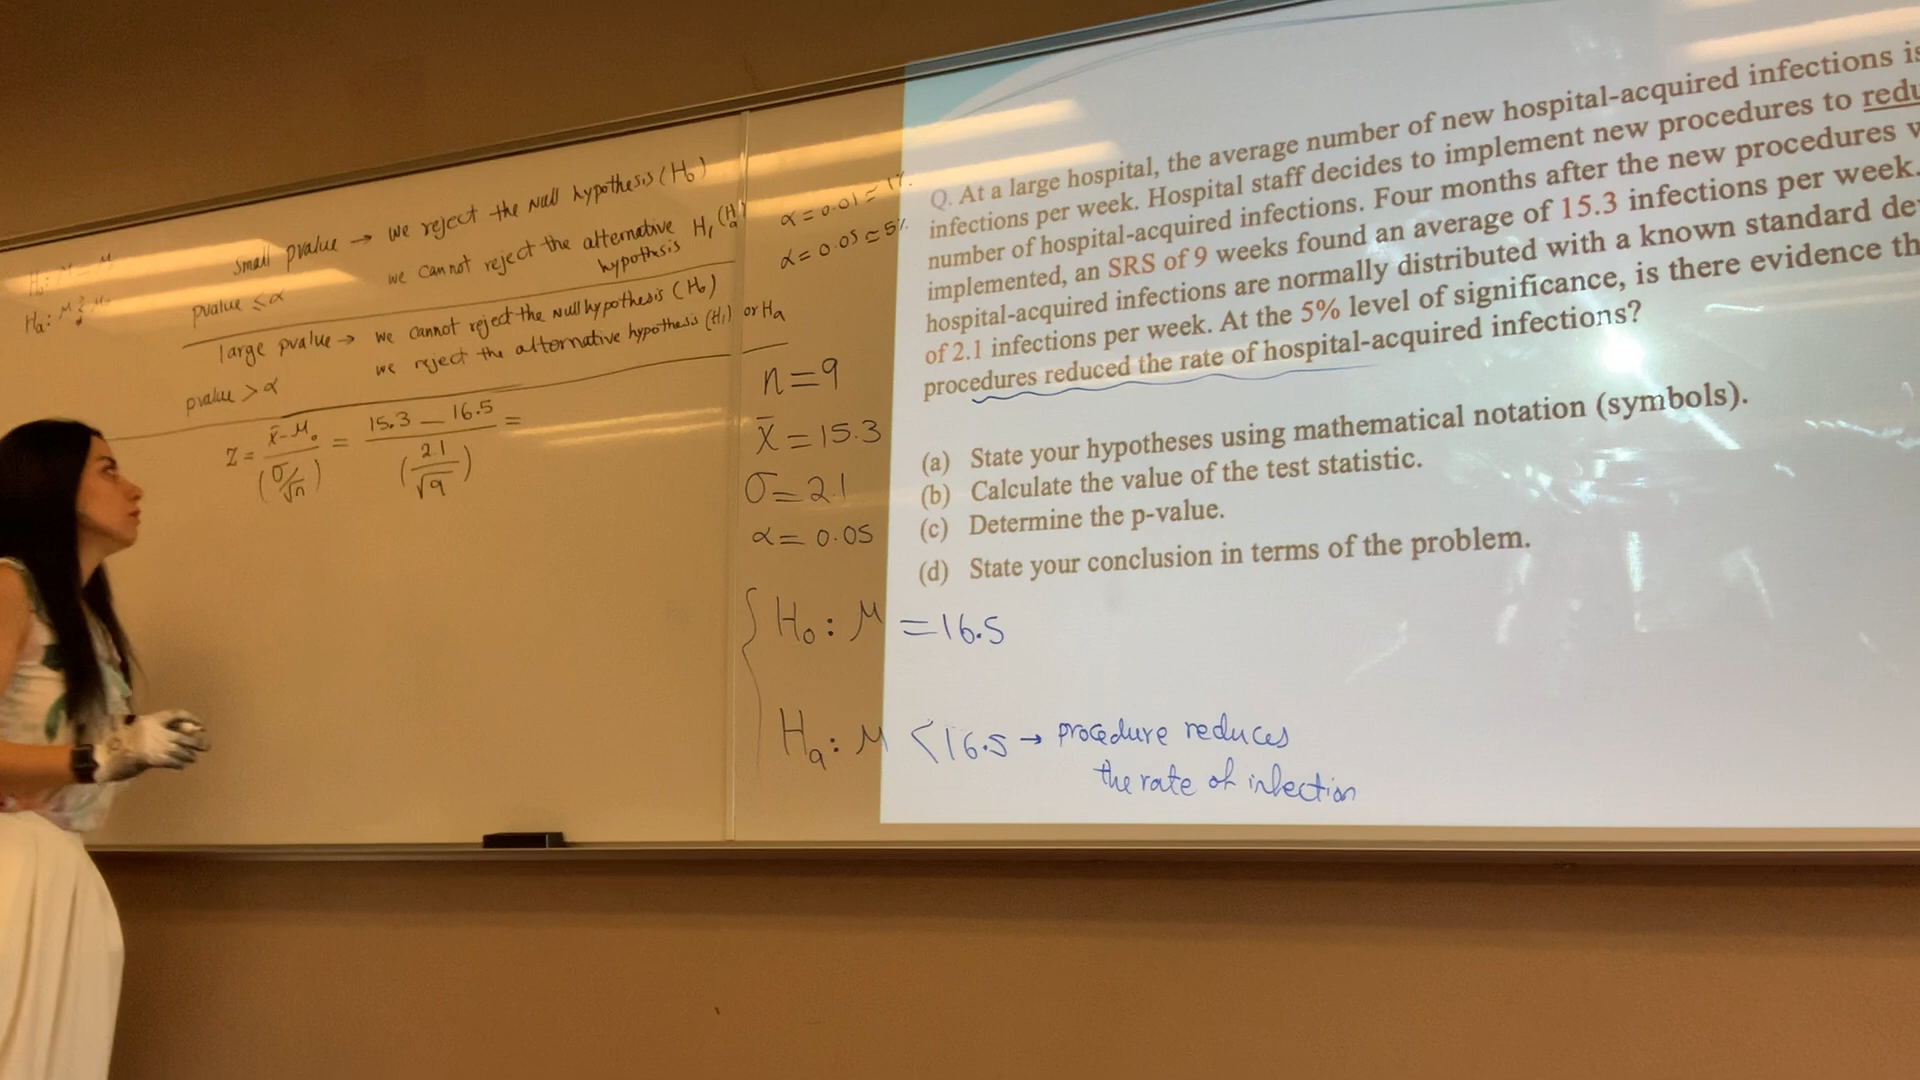 small pvalue → we reject the null hypothesis (H₀)
we cannot reject the alternative H₁ (Ha)
hypothesis
pvalue ≤ α
large pvalue → we cannot reject the null hypothesis (H₀)
we reject the alternative hypothesis (H₁) or Ha
pvalue > α
Z = (x̄ - μ₀) / (σ/√n) = (15.3 - 16.5) / (2.1/√9) =
α = 0.01 = 1%
α = 0.05 = 5%
n = 9
x̄ = 15.3
σ = 2.1
α = 0.05
Q. At a large hospital, the average number of new hospital-acquired infections is
infections per week. Hospital staff decides to implement new procedures to
number of hospital-acquired infections. Four months after the new procedures
implemented, an SRS of 9 weeks found an average of 15.3 infections per week.
hospital-acquired infections are normally distributed with a known standard
of 2.1 infections per week. At the 5% level of significance, is there evidence
procedures reduced the rate of hospital-acquired infections?
(a) State your hypotheses using mathematical notation (symbols).
(b) Calculate the value of the test statistic.
(c) Determine the p-value.
(d) State your conclusion in terms of the problem.
H₀: μ = 16.5
Ha: μ < 16.5 → procedure reduces
the rate of infection